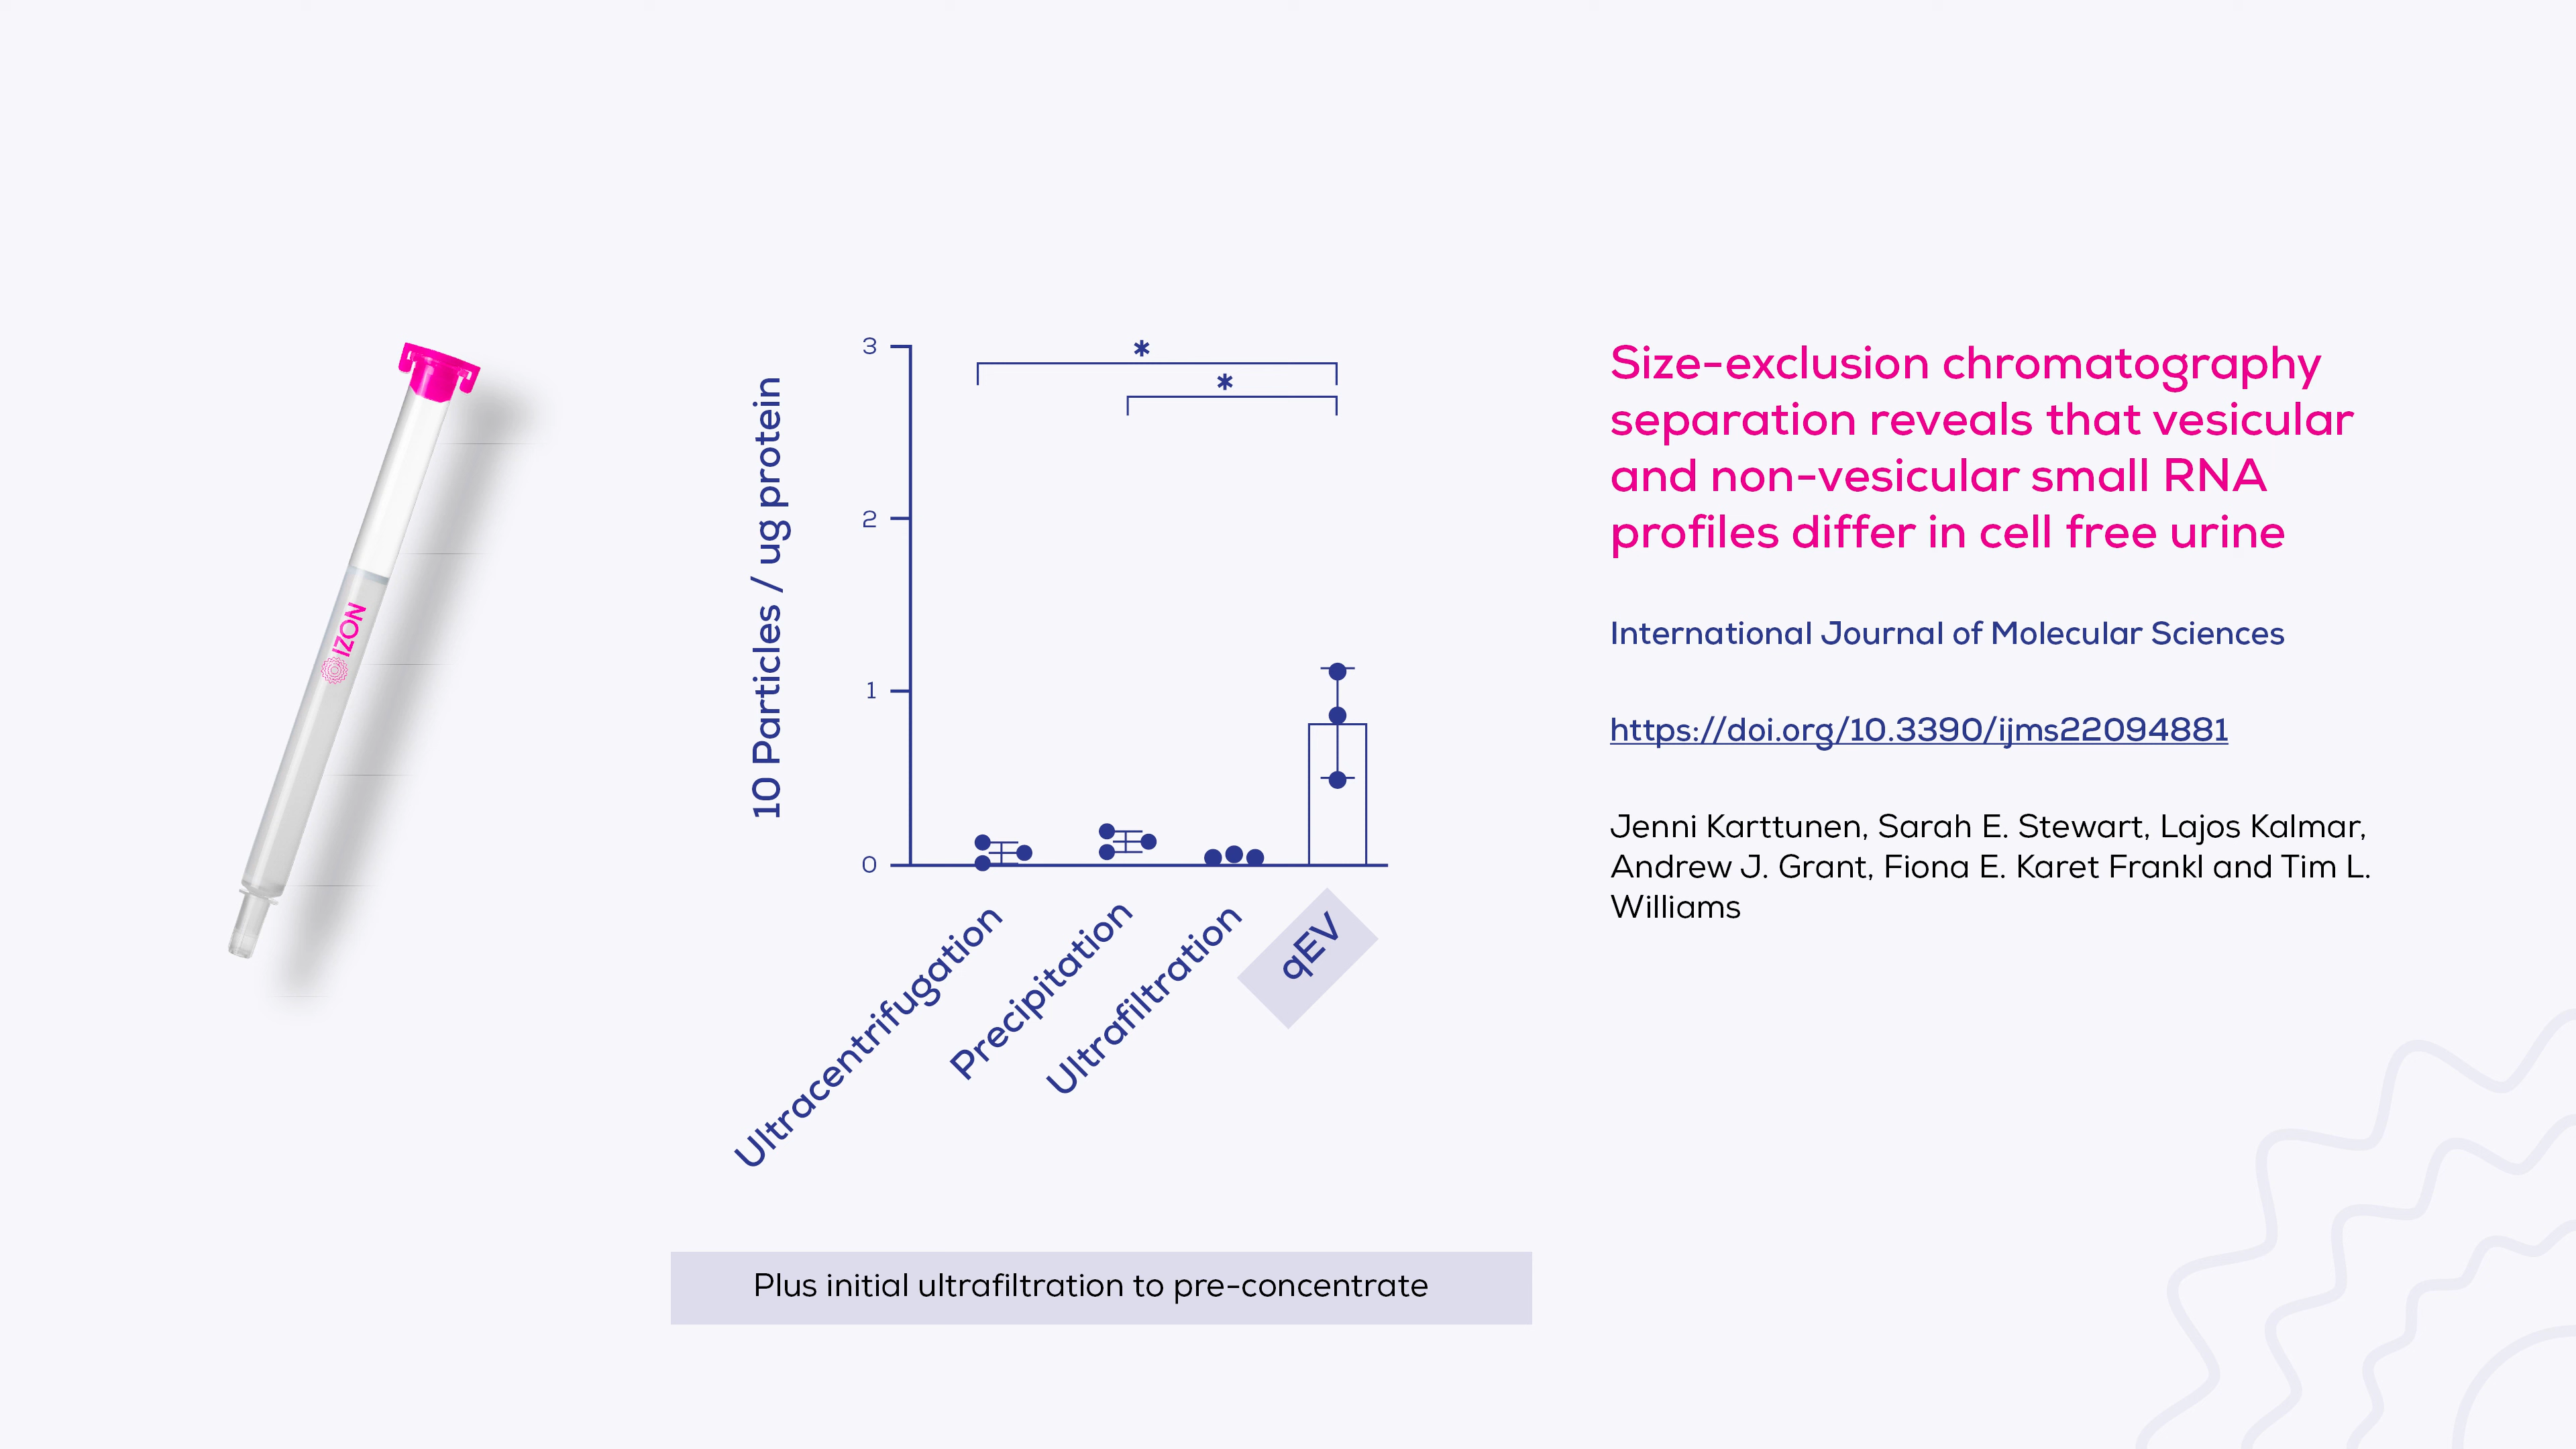 IZON
10 Particles / ug protein
3
2
1
0
*
*
Ultracentrifugation
Precipitation
Ultrafiltration
qEV
Plus initial ultrafiltration to pre-concentrate
Size-exclusion chromatography
separation reveals that vesicular
and non-vesicular small RNA
profiles differ in cell free urine
International Journal of Molecular Sciences
https://doi.org/10.3390/ijms22094881
Jenni Karttunen, Sarah E. Stewart, Lajos Kalmar,
Andrew J. Grant, Fiona E. Karet Frankl and Tim L.
Williams